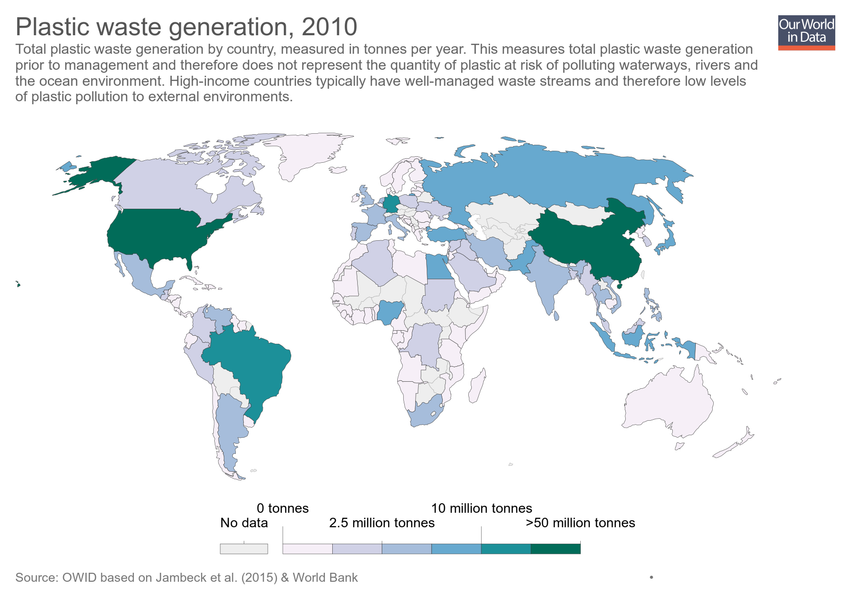 Plastic waste generation, 2010
Our World
in Data
Total plastic waste generation by country, measured in tonnes per year. This measures total plastic waste generation
prior to management and therefore does not represent the quantity of plastic at risk of polluting waterways, rivers and
the ocean environment. High-income countries typically have well-managed waste streams and therefore low levels
of plastic pollution to external environments.
0 tonnes
10 million tonnes
No data
2.5 million tonnes
>50 million tonnes
Source: OWID based on Jambeck et al. (2015) & World Bank
•